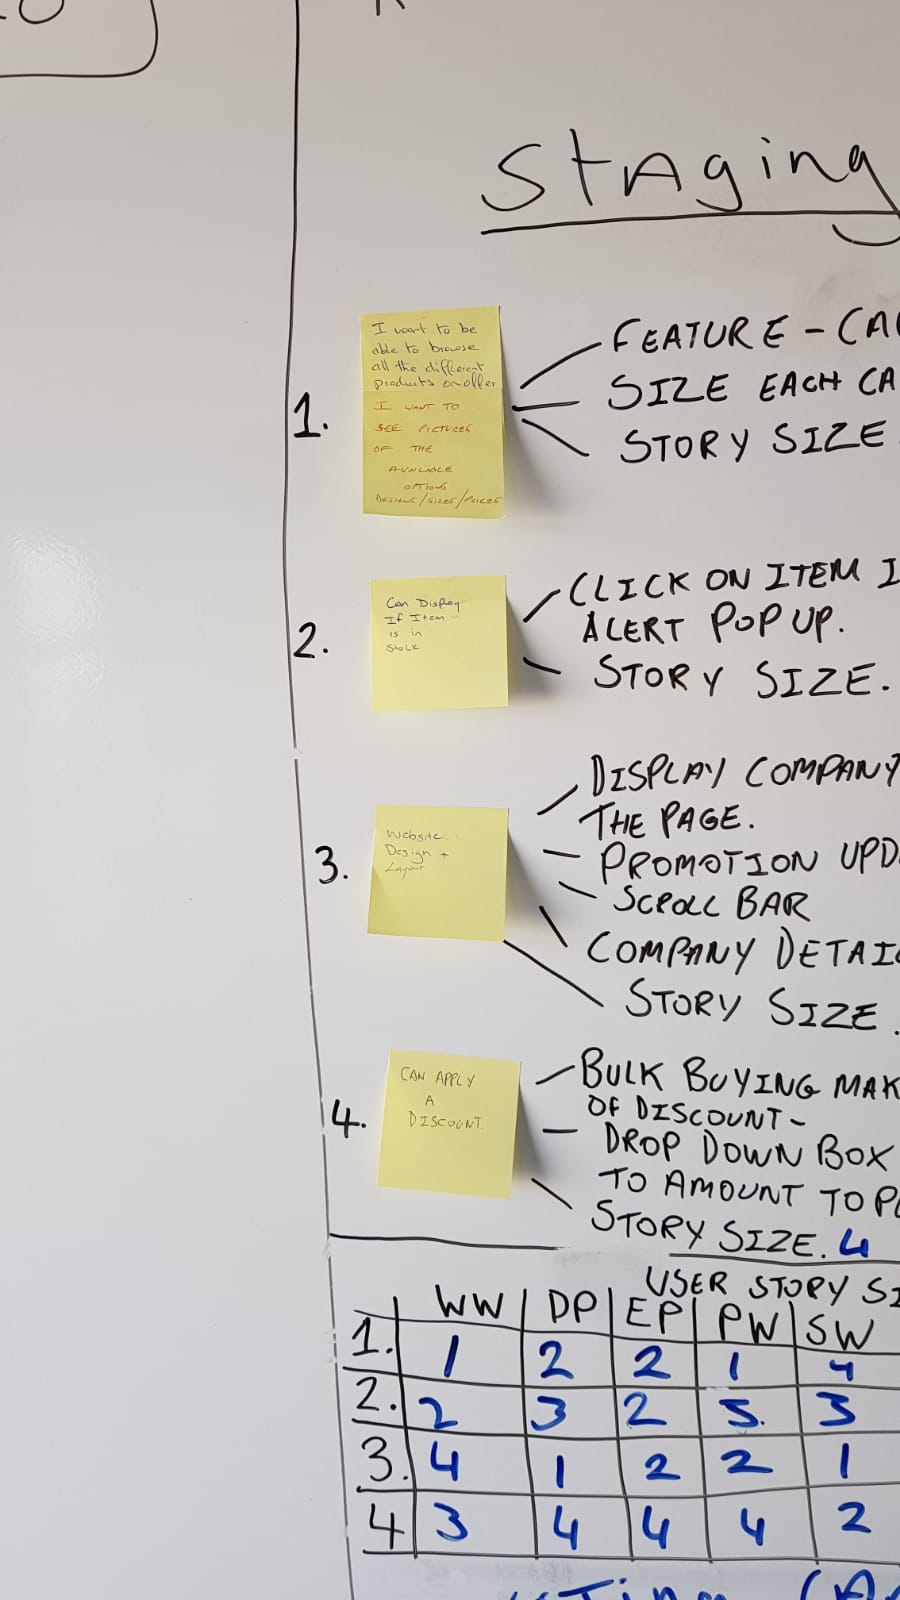 Staging
1.
I want to be
able to browse
all the different
products on offer
I WANT TO
SEE PICTURES
OF THE
AVAILABLE
OPTIONS
DESIGNS/SIZES/PRICES
FEATURE - CA
SIZE EACH CA
STORY SIZE
2.
Can Display
If Item
is in
Stock
CLICK ON ITEM I
ALERT POP UP.
STORY SIZE.
3.
Website
Design +
Layout
DISPLAY COMPANY
THE PAGE.
PROMOTION UPD
SCROLL BAR
COMPANY DETAI
STORY SIZE.
4.
CAN APPLY
A
DISCOUNT.
BULK BUYING MAK
OF DISCOUNT-
DROP DOWN BOX
TO AMOUNT TO P
STORY SIZE. 4
USER STORY SI
WW DP EP PW SW
1. 1 2 2 1 4
2. 2 3 2 3. 3
3. 4 1 2 2 1
4 3 4 4 4 2